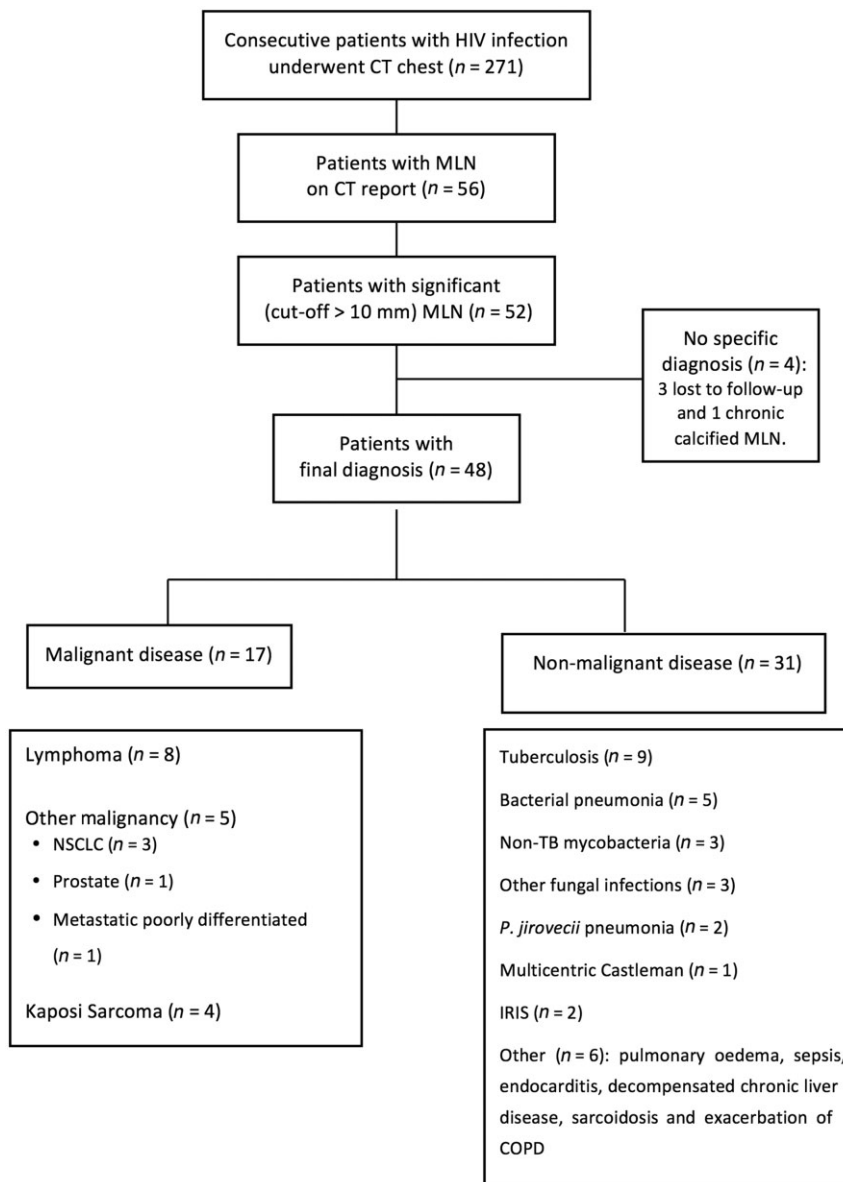 Consecutive patients with HIV infection
underwent CT chest (n = 271)
Patients with MLN
on CT report (n = 56)
Patients with significant
(cut-off > 10 mm) MLN (n = 52)
No specific
diagnosis (n = 4):
3 lost to follow-up
and 1 chronic
calcified MLN.
Patients with
final diagnosis (n = 48)
Malignant disease (n = 17)
Non-malignant disease (n = 31)
Lymphoma (n = 8)
Other malignancy (n = 5)
• NSCLC (n = 3)
• Prostate (n = 1)
• Metastatic poorly differentiated
(n = 1)
Kaposi Sarcoma (n = 4)
Tuberculosis (n = 9)
Bacterial pneumonia (n = 5)
Non-TB mycobacteria (n = 3)
Other fungal infections (n = 3)
P. jirovecii pneumonia (n = 2)
Multicentric Castleman (n = 1)
IRIS (n = 2)
Other (n = 6): pulmonary oedema, sepsis,
endocarditis, decompensated chronic liver
disease, sarcoidosis and exacerbation of
COPD